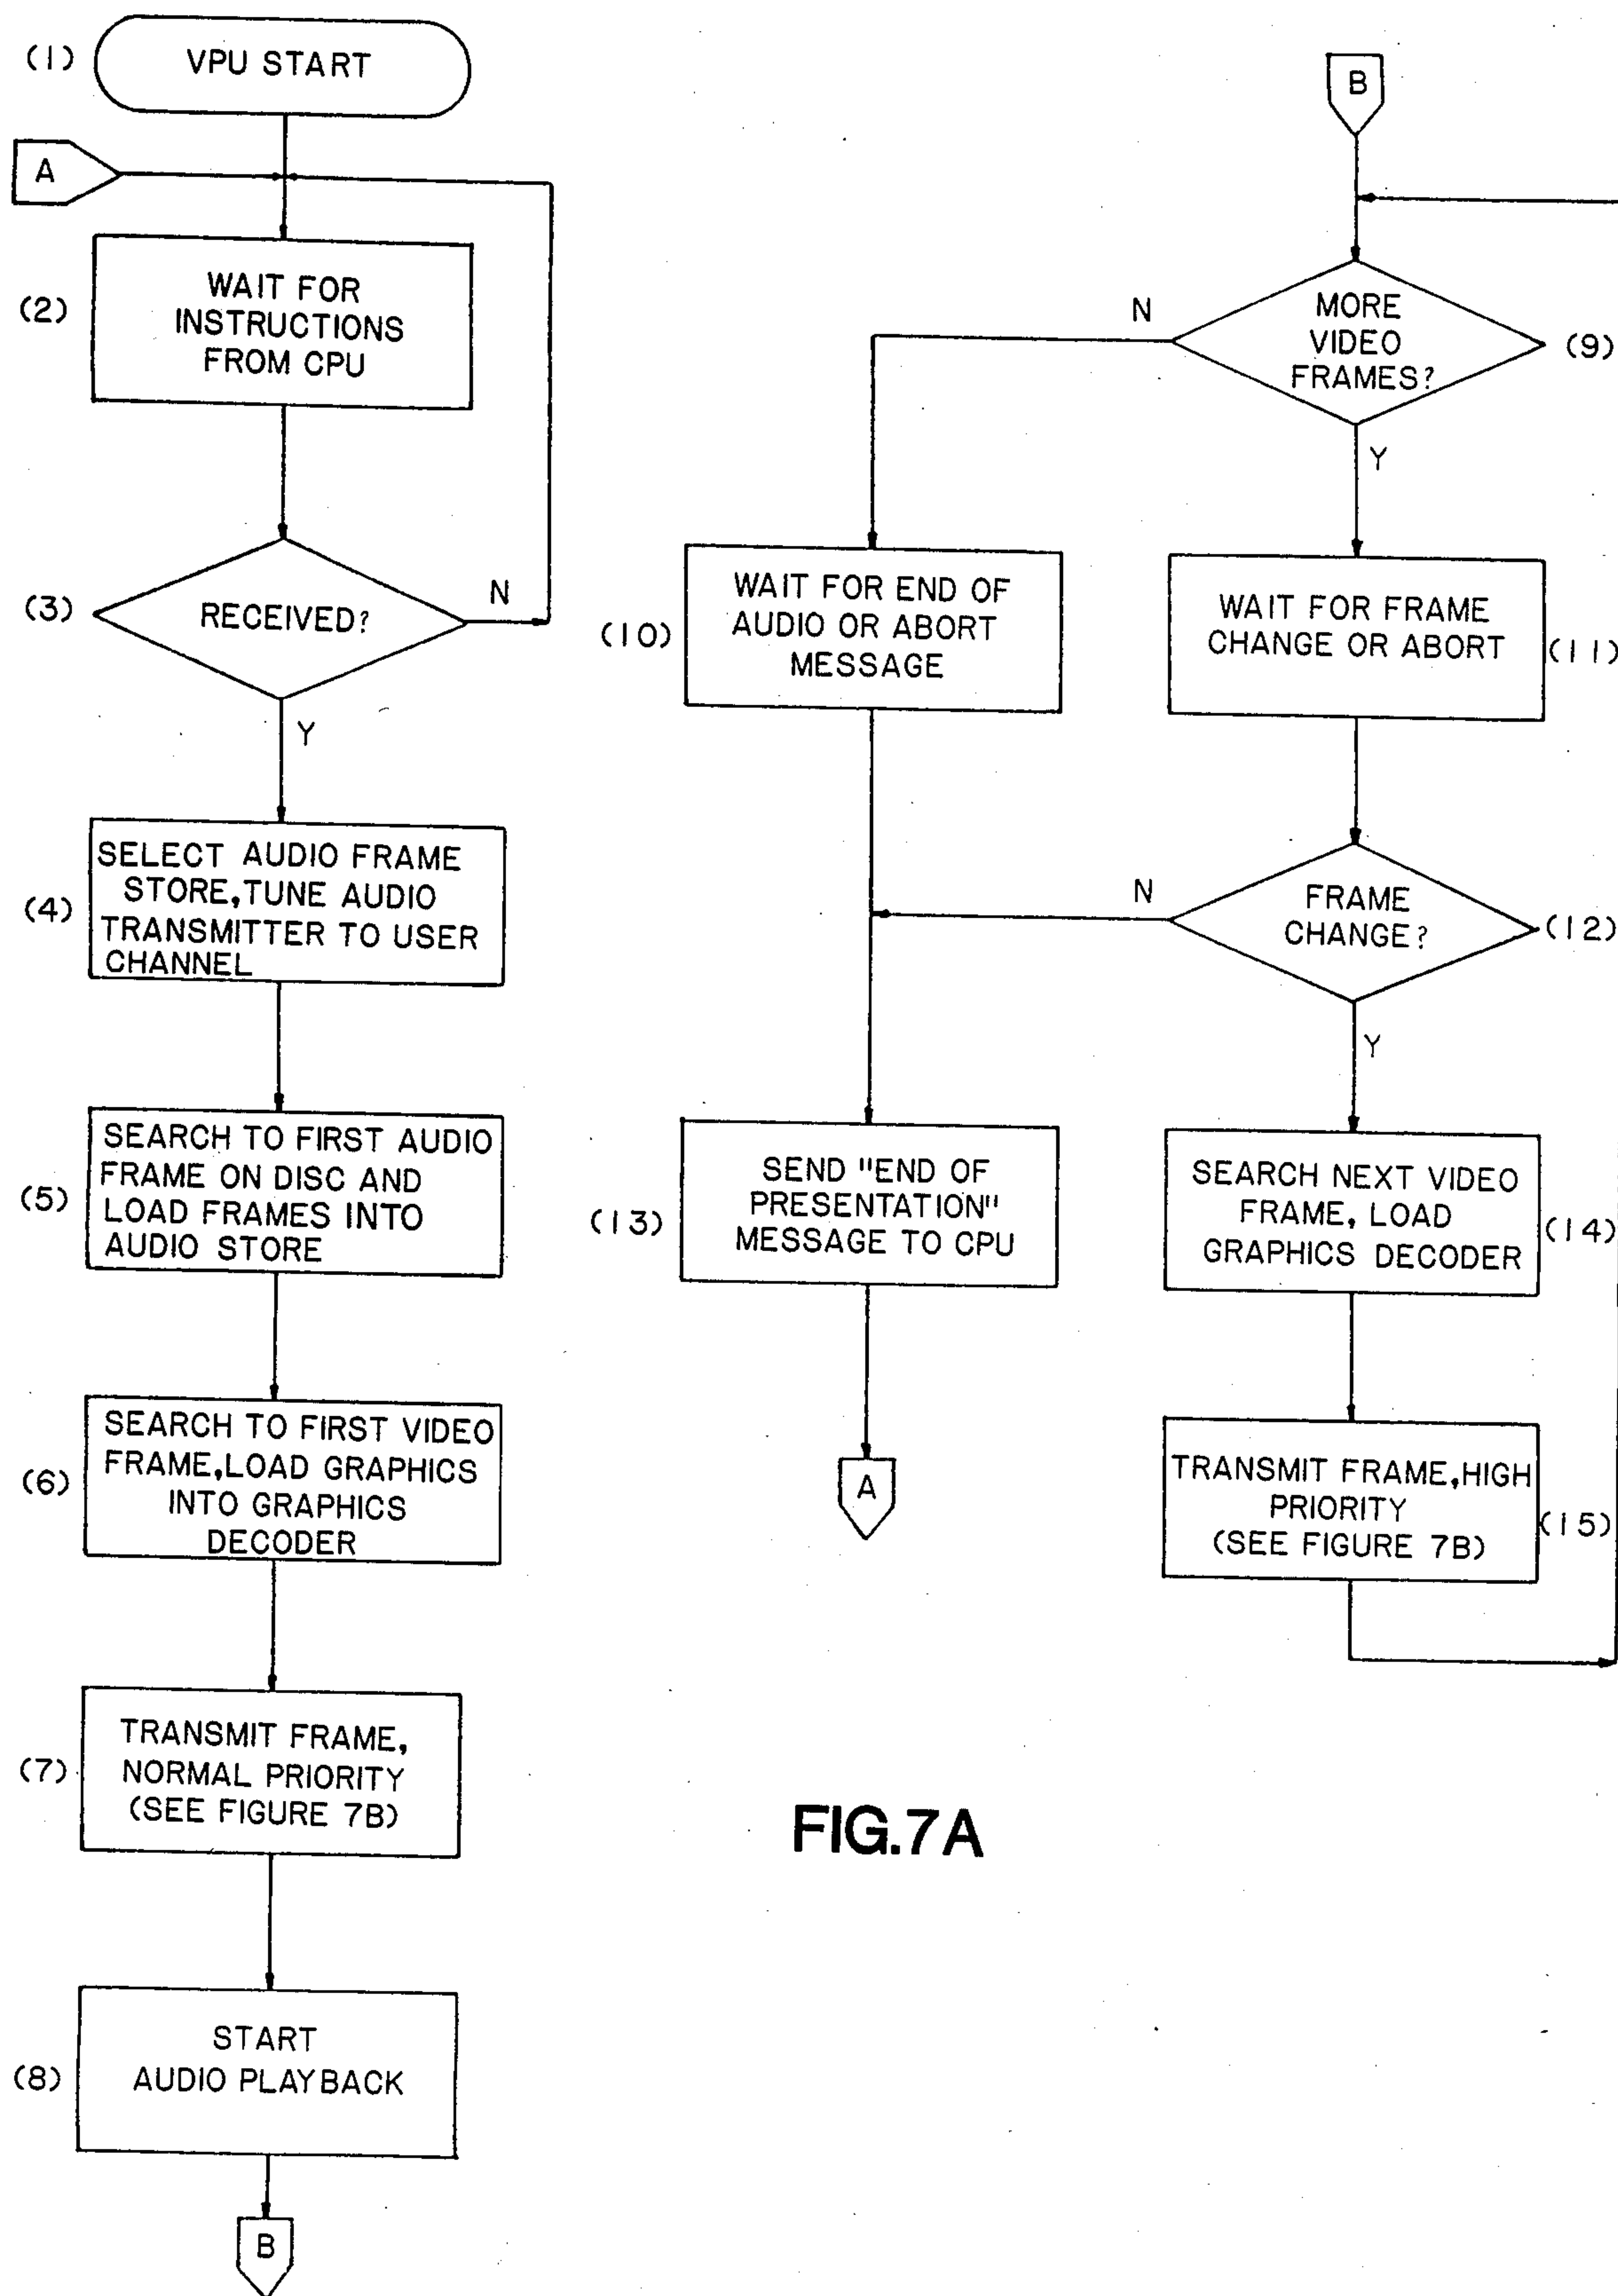 (1)
VPU START
A
(2)
WAIT FOR
INSTRUCTIONS
FROM CPU
(3)
RECEIVED?
N
Y
(4)
SELECT AUDIO FRAME
STORE, TUNE AUDIO
TRANSMITTER TO USER
CHANNEL
(5)
SEARCH TO FIRST AUDIO
FRAME ON DISC AND
LOAD FRAMES INTO
AUDIO STORE
(6)
SEARCH TO FIRST VIDEO
FRAME, LOAD GRAPHICS
INTO GRAPHICS
DECODER
(7)
TRANSMIT FRAME,
NORMAL PRIORITY
(SEE FIGURE 7B)
(8)
START
AUDIO PLAYBACK
B
B
MORE
VIDEO
FRAMES?
(9)
N
Y
(10)
WAIT FOR END OF
AUDIO OR ABORT
MESSAGE
WAIT FOR FRAME
CHANGE OR ABORT
(11)
FRAME
CHANGE?
(12)
N
Y
(13)
SEND "END OF
PRESENTATION"
MESSAGE TO CPU
A
SEARCH NEXT VIDEO
FRAME, LOAD
GRAPHICS DECODER
(14)
TRANSMIT FRAME, HIGH
PRIORITY
(SEE FIGURE 7B)
(15)
FIG.7A